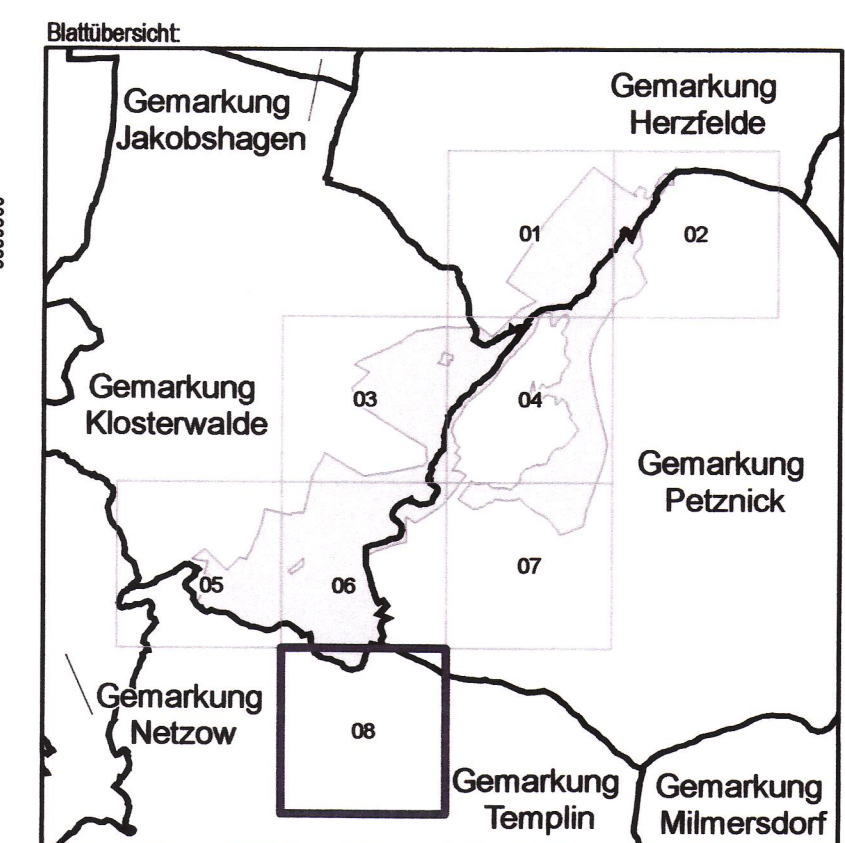 Blattübersicht:
Gemarkung
Jakobshagen
Gemarkung
Herzfelde
01
02
Gemarkung
Klosterwalde
03
04
Gemarkung
Petznick
05
06
07
Gemarkung
Netzow
08
Gemarkung
Templin
Gemarkung
Milmersdorf